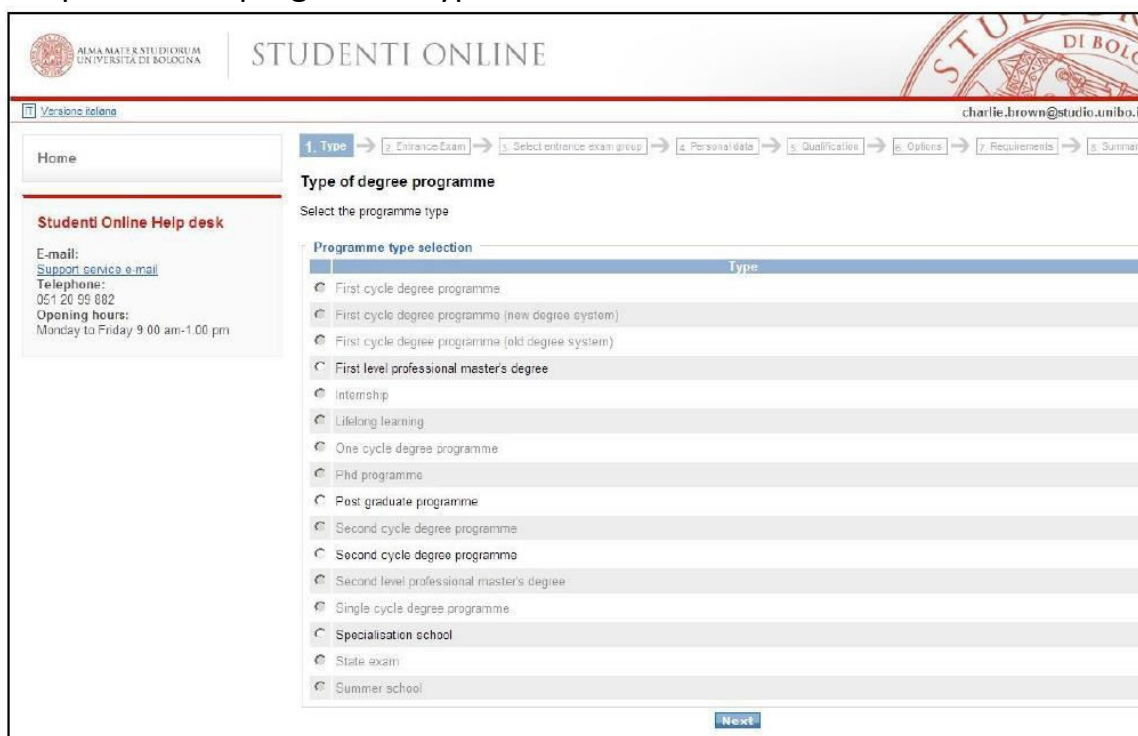 ALMA MATER STUDIORUM
UNIVERSITÀ DI BOLOGNA
STUDENTI ONLINE
DI
Versione italiana
charlie.brown@studio.unibo.i
Home
1. Type 2. Entrance Exam 3. Select entrance exam group 4. Personal data 5. Qualification 6. Options 7. Requirements 8. Summar
Type of degree programme
Select the programme type
Studenti Online Help desk
E-mail:
Support service e-mail
Telephone:
051 20 99 882
Opening hours:
Monday to Friday 9.00 am-1.00 pm
Programme type selection
Type
First cycle degree programme
First cycle degree programme (new degree system)
First cycle degree programme (old degree system)
First level professional master's degree
Internship
Lifelong learning
One cycle degree programme
Phd programme
Post graduate programme
Second cycle degree programme
Second cycle degree programme
Second level professional master's degree
Single cycle degree programme
Specialisation school
State exam
Summer school
Next